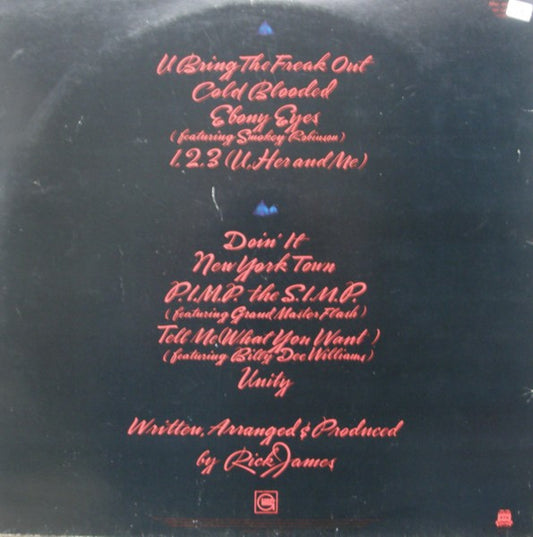 U Bring The Freak Out
Cold Blooded
Ebony Eyes
(featuring Smokey Robinson)
1,2,3 (U, Her and Me)
Doin' It
New York Town
P.I.M.P. the S.I.M.P.
(featuring Grand Master Flash)
Tell Me (What You Want)
(featuring Billy Dee Williams)
Unity
Written, Arranged & Produced
by Rick James